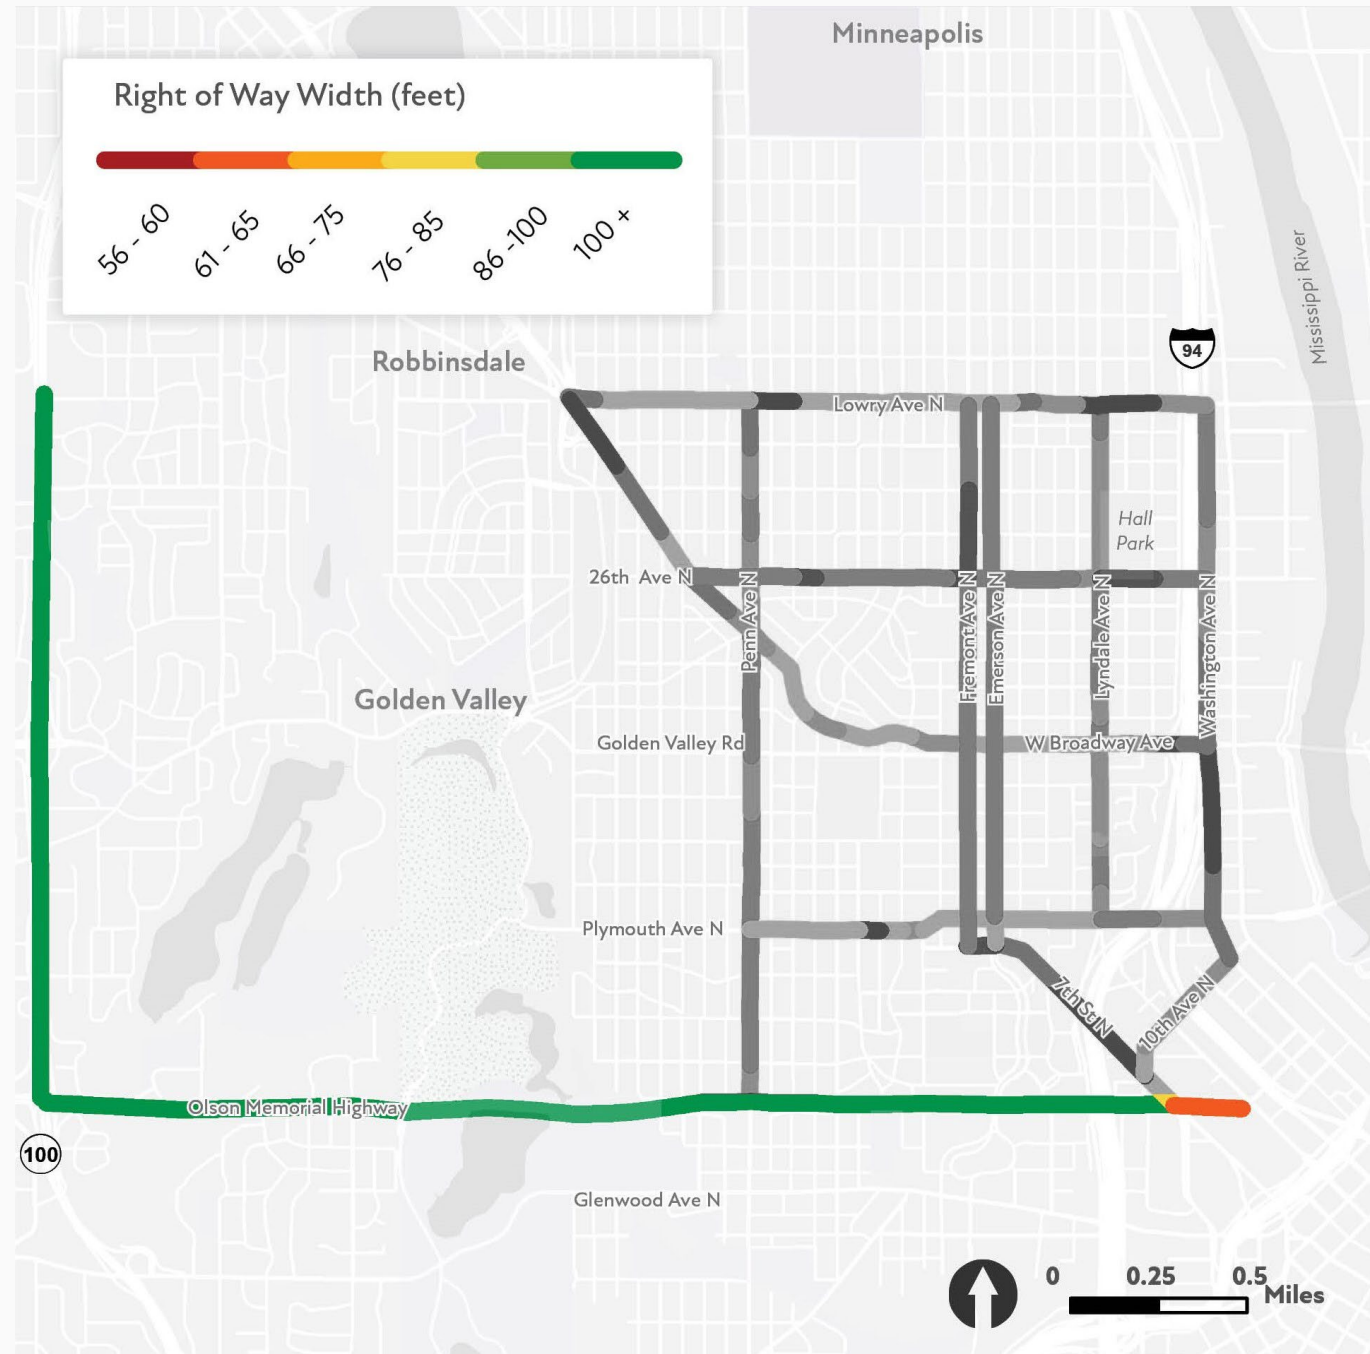 Minneapolis
Right of Way Width (feet)
56 - 60
61 - 65
66 - 75
76 - 85
86 -100
100 +
Mississippi River
94
Robbinsdale
Lowry Ave N
Hall
Park
26th Ave N
Penn Ave N
Fremont Ave N
Emerson Ave N
Lyndale Ave N
Washington Ave N
Golden Valley
Golden Valley Rd
W Broadway Ave
Plymouth Ave N
7th St N
10th Ave N
Olson Memorial Highway
100
Glenwood Ave N
0 0.25 0.5
Miles